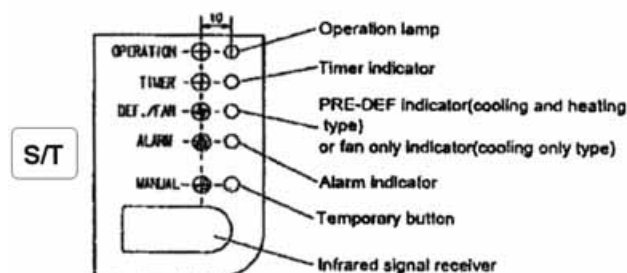 10
OPERATION
Operation lamp
TIMER
Timer indicator
DEF./FAN
PRE-DEF indicator(cooling and heating
type)
or fan only indicator(cooling only type)
S/T
ALARM
Alarm indicator
MANUAL
Temporary button
Infrared signal receiver